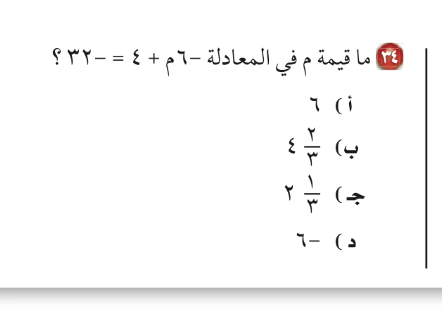 ٣٤ ما قيمة م في المعادلة −٦م + ٤ = −٣٢ ؟
أ ) ٦
ب) ٤ ٢/٣
جـ) ٢ ١/٣
د ) −٦